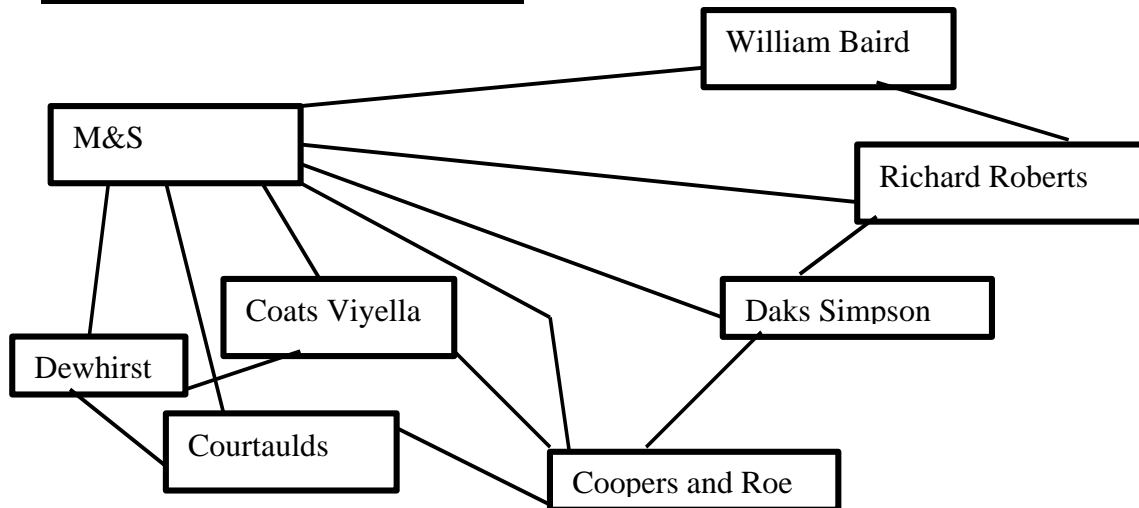 William Baird
M&S
Richard Roberts
Coats Viyella
Daks Simpson
Dewhirst
Courtaulds
Coopers and Roe